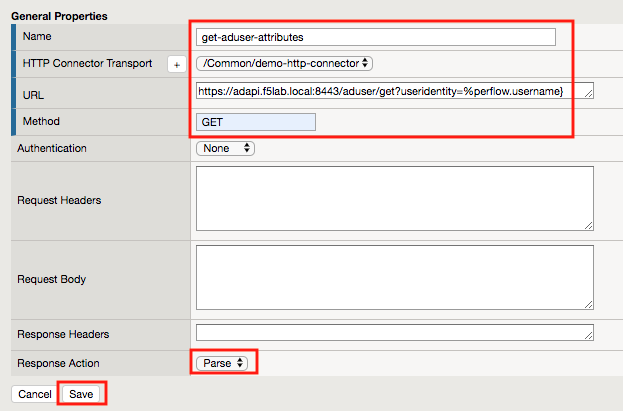 General Properties
Name get-aduser-attributes
HTTP Connector Transport + /Common/demo-http-connector
URL https://adapi.f5lab.local:8443/aduser/get?useridentity=%perflow.username}
Method GET
Authentication None
Request Headers
Request Body
Response Headers
Response Action Parse
Cancel Save